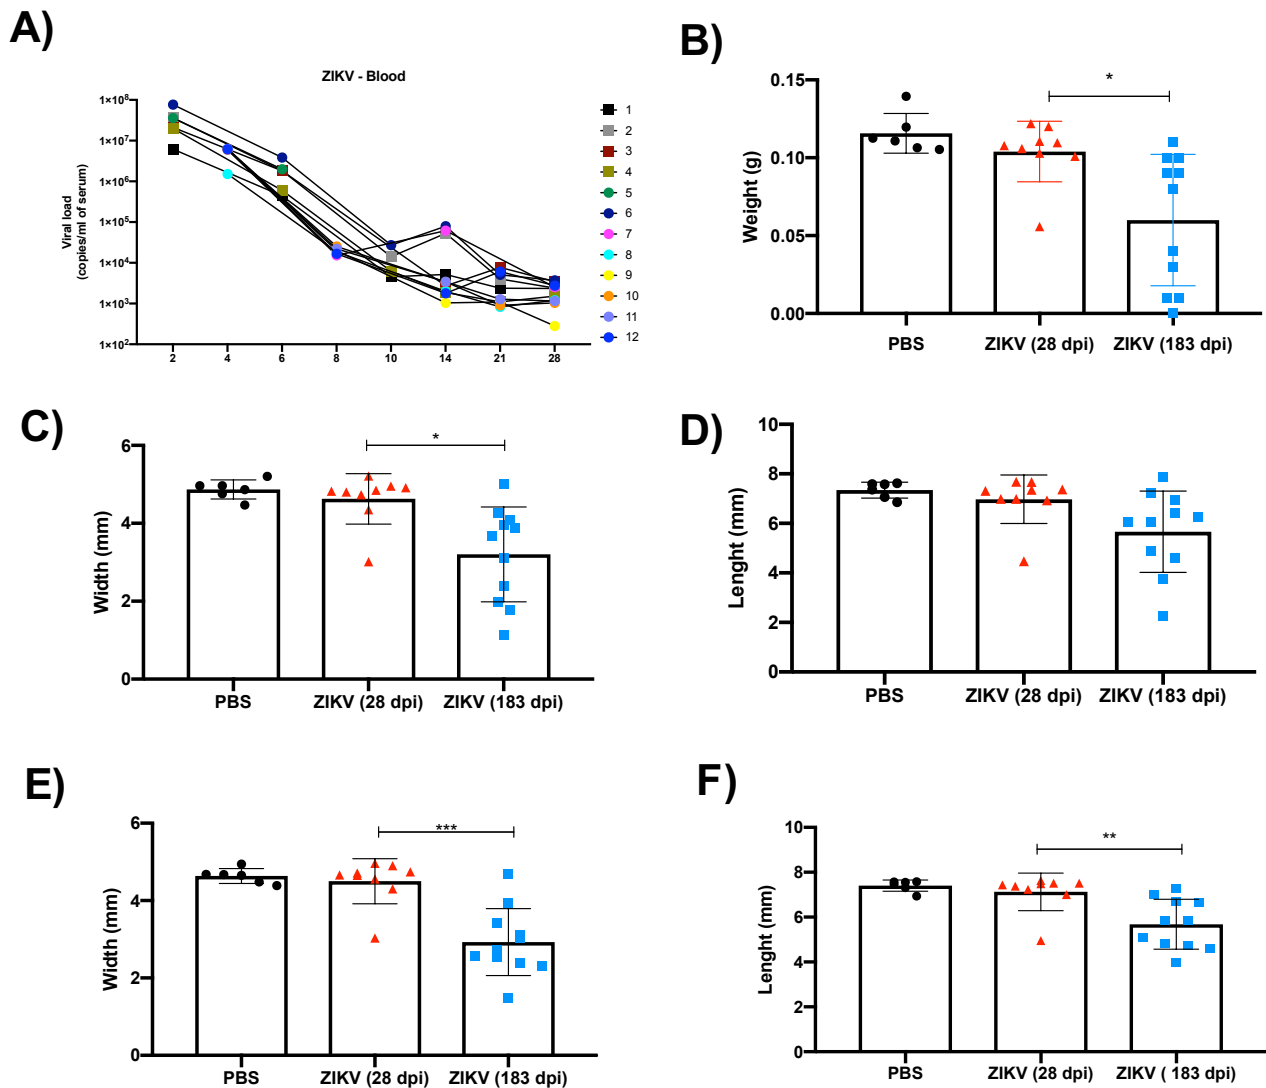 A)
ZIKV - Blood
Viral load
(copies/ml of serum)
1×10⁸
1×10⁷
1×10⁶
1×10⁵
1×10⁴
1×10³
1×10²
2 4 6 8 10 14 21 28
1
2
3
4
5
6
7
8
9
10
11
12
B)
Weight (g)
0.15
0.10
0.05
0.00
*
PBS ZIKV (28 dpi) ZIKV (183 dpi)
C)
Width (mm)
6
4
2
0
*
PBS ZIKV (28 dpi) ZIKV (183 dpi)
D)
Lenght (mm)
10
8
6
4
2
0
PBS ZIKV (28 dpi) ZIKV (183 dpi)
E)
Width (mm)
6
4
2
0
***
PBS ZIKV (28 dpi) ZIKV (183 dpi)
F)
Lenght (mm)
10
8
6
4
2
0
**
PBS ZIKV (28 dpi) ZIKV ( 183 dpi)